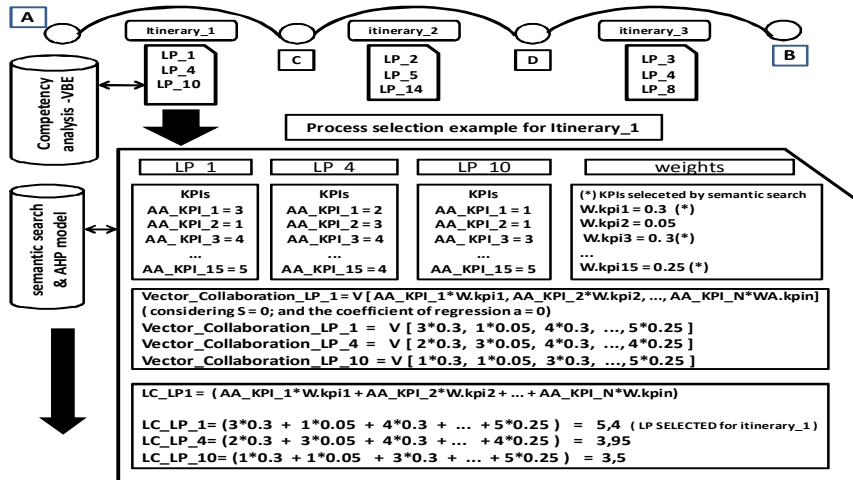 A
Itinerary_1
itinerary_2
itinerary_3
C
D
B
LP_1
LP_4
LP_10
LP_2
LP_5
LP_14
LP_3
LP_4
LP_8
Competency
analysis -VBE
Process selection example for Itinerary_1
semantic search
& AHP model
LP_1
LP_4
LP_10
weights
KPIs
AA_KPI_1 = 3
AA_KPI_2 = 1
AA_KPI_3 = 4
...
AA_KPI_15 = 5
KPIs
AA_KPI_1 = 2
AA_KPI_2 = 3
AA_KPI_3 = 4
...
AA_KPI_15 = 4
KPIs
AA_KPI_1 = 1
AA_KPI_2 = 1
AA_KPI_3 = 3
...
AA_KPI_15 = 5
(*) KPIs seleceted by semantic search
W.kpi1 = 0.3 (*)
W.kpi2 = 0.05
W.kpi3 = 0. 3(*)
...
W.kpi15 = 0.25 (*)
Vector_Collaboration_LP_1 = V [ AA_KPI_1*W.kpi1, AA_KPI_2*W.kpi2, ..., AA_KPI_N*WA.kpin]
( considering S = 0; and the coefficient of regression a = 0)
Vector_Collaboration_LP_1 = V [ 3*0.3, 1*0.05, 4*0.3, ...,5*0.25 ]
Vector_Collaboration_LP_4 = V [ 2*0.3, 3*0.05, 4*0.3, ...,4*0.25 ]
Vector_Collaboration_LP_10 = V [ 1*0.3, 1*0.05, 3*0.3, ...,5*0.25 ]
LC_LP1 = ( AA_KPI_1*W.kpi1 + AA_KPI_2*W.kpi2 + ... + AA_KPI_N*W.kpin)
LC_LP_1= (3*0.3 + 1*0.05 + 4*0.3 + ... + 5*0.25 ) = 5,4 ( LP SELECTED for itinerary_1 )
LC_LP_4= (2*0.3 + 3*0.05 + 4*0.3 + ... + 4*0.25 ) = 3,95
LC_LP_10= (1*0.3 + 1*0.05 + 3*0.3 + ... + 5*0.25 ) = 3,5